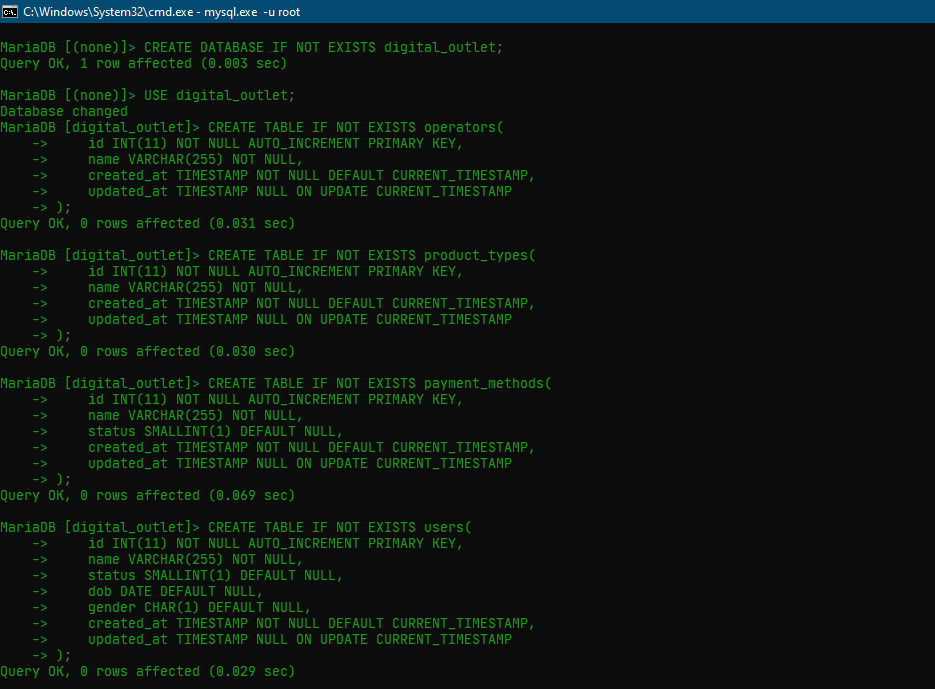 C:\Windows\System32\cmd.exe - mysql.exe -u root
MariaDB [(none)]> CREATE DATABASE IF NOT EXISTS digital_outlet;
Query OK, 1 row affected (0.003 sec)
MariaDB [(none)]> USE digital_outlet;
Database changed
MariaDB [digital_outlet]> CREATE TABLE IF NOT EXISTS operators(
    ->     id INT(11) NOT NULL AUTO_INCREMENT PRIMARY KEY,
    ->     name VARCHAR(255) NOT NULL,
    ->     created_at TIMESTAMP NOT NULL DEFAULT CURRENT_TIMESTAMP,
    ->     updated_at TIMESTAMP NULL ON UPDATE CURRENT_TIMESTAMP
    -> );
Query OK, 0 rows affected (0.031 sec)
MariaDB [digital_outlet]> CREATE TABLE IF NOT EXISTS product_types(
    ->     id INT(11) NOT NULL AUTO_INCREMENT PRIMARY KEY,
    ->     name VARCHAR(255) NOT NULL,
    ->     created_at TIMESTAMP NOT NULL DEFAULT CURRENT_TIMESTAMP,
    ->     updated_at TIMESTAMP NULL ON UPDATE CURRENT_TIMESTAMP
    -> );
Query OK, 0 rows affected (0.030 sec)
MariaDB [digital_outlet]> CREATE TABLE IF NOT EXISTS payment_methods(
    ->     id INT(11) NOT NULL AUTO_INCREMENT PRIMARY KEY,
    ->     name VARCHAR(255) NOT NULL,
    ->     status SMALLINT(1) DEFAULT NULL,
    ->     created_at TIMESTAMP NOT NULL DEFAULT CURRENT_TIMESTAMP,
    ->     updated_at TIMESTAMP NULL ON UPDATE CURRENT_TIMESTAMP
    -> );
Query OK, 0 rows affected (0.069 sec)
MariaDB [digital_outlet]> CREATE TABLE IF NOT EXISTS users(
    ->     id INT(11) NOT NULL AUTO_INCREMENT PRIMARY KEY,
    ->     name VARCHAR(255) NOT NULL,
    ->     status SMALLINT(1) DEFAULT NULL,
    ->     dob DATE DEFAULT NULL,
    ->     gender CHAR(1) DEFAULT NULL,
    ->     created_at TIMESTAMP NOT NULL DEFAULT CURRENT_TIMESTAMP,
    ->     updated_at TIMESTAMP NULL ON UPDATE CURRENT_TIMESTAMP
    -> );
Query OK, 0 rows affected (0.029 sec)